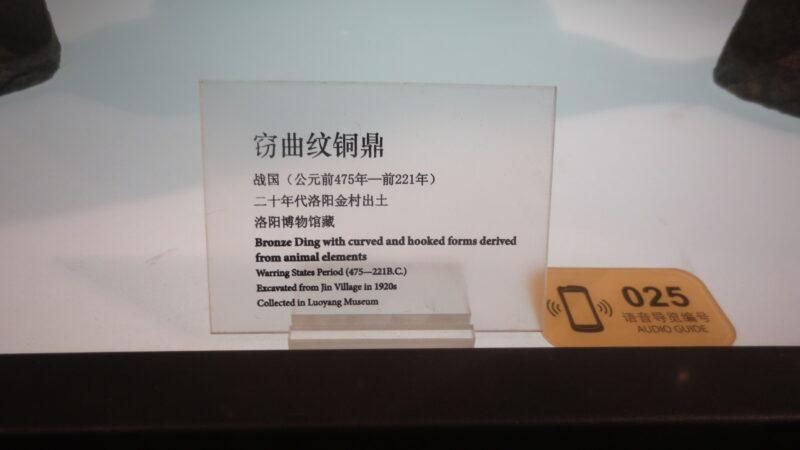 窃曲纹铜鼎
战国（公元前475年—前221年）
二十年代洛阳金村出土
洛阳博物馆藏
Bronze Ding with curved and hooked forms derived
from animal elements
Warring States Period (475—221B.C.)
Excavated from Jin Village in 1920s
Collected in Luoyang Museum
025
语音导览编号
AUDIO GUIDE